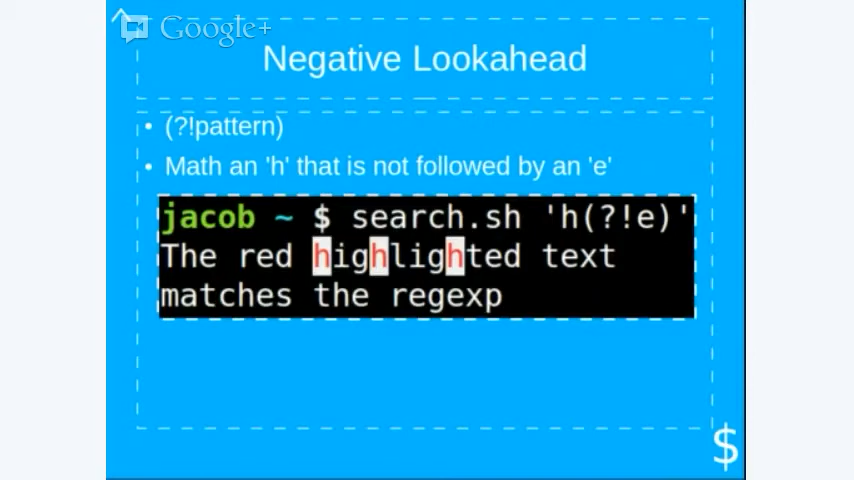 Google+
Negative Lookahead
• (?!pattern)
• Math an 'h' that is not followed by an 'e'
jacob ~ $ search.sh 'h(?!e)'
The red highlighted text
matches the regexp
^
$